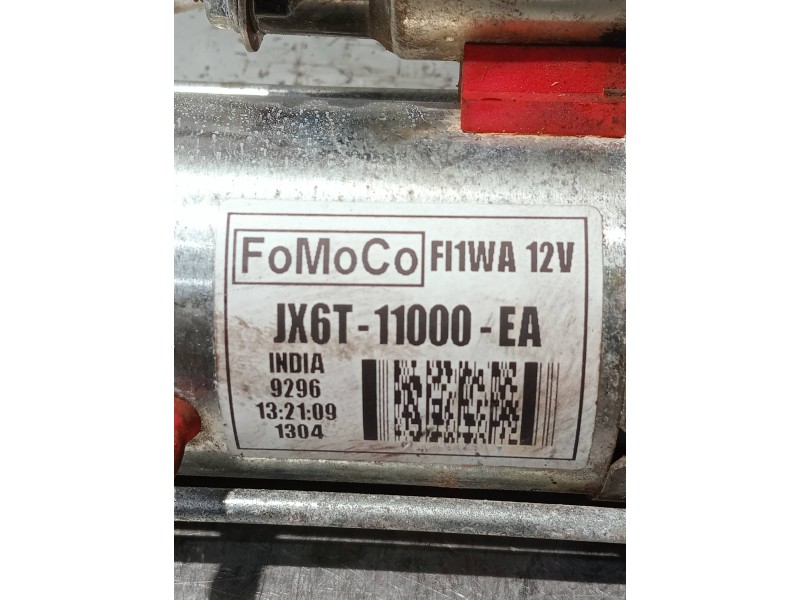 FoMoCo FI1WA 12V
JX6T-11000-EA
INDIA
9296
13:21:09
1304